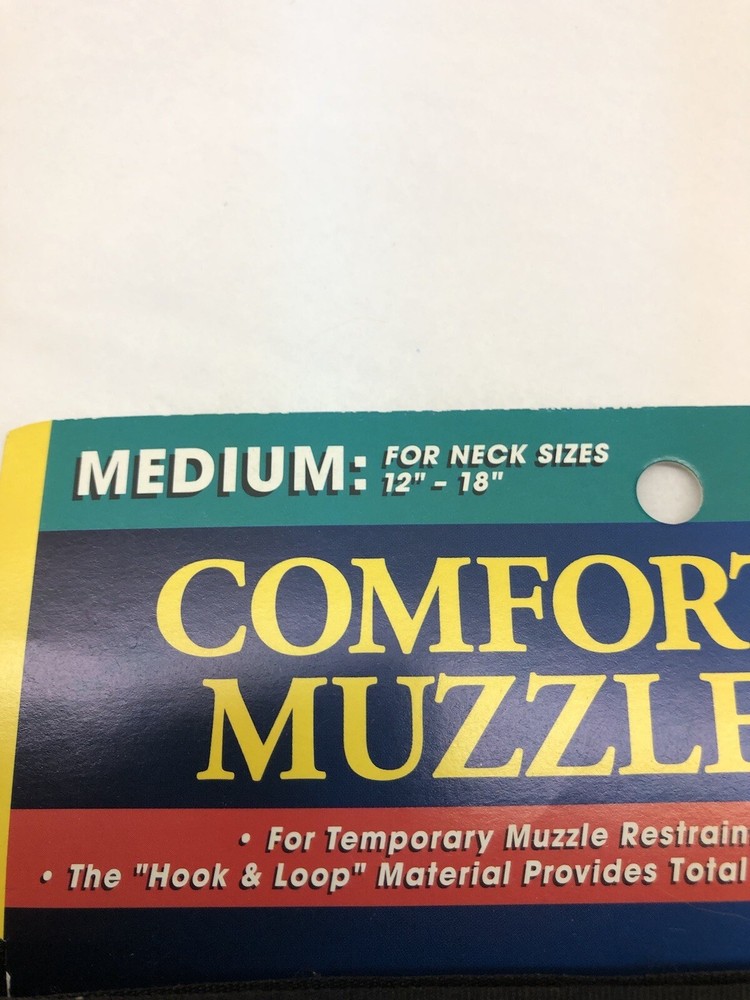 MEDIUM: FOR NECK SIZES
12" - 18"
COMFORT
MUZZLE
• For Temporary Muzzle Restrain
• The "Hook & Loop" Material Provides Total